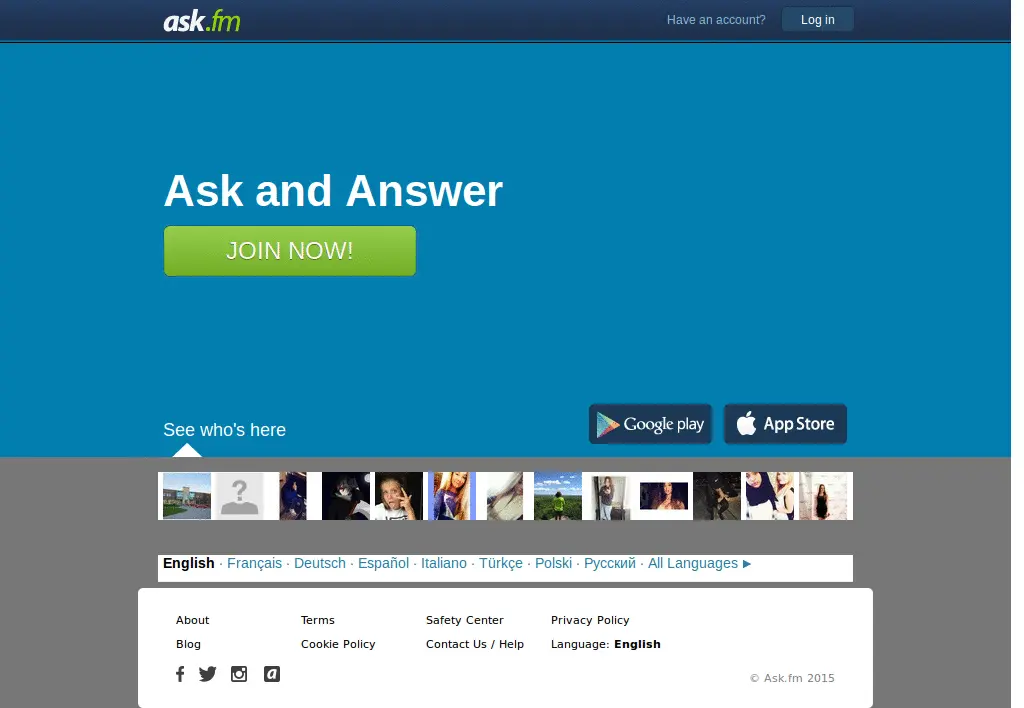 ask.fm
Have an account? Log in
Ask and Answer
JOIN NOW!
See who's here
Google play
App Store
English · Français · Deutsch · Español · Italiano · Türkçe · Polski · Русский · All Languages ►
About Terms Safety Center Privacy Policy
Blog Cookie Policy Contact Us / Help Language: English
© Ask.fm 2015